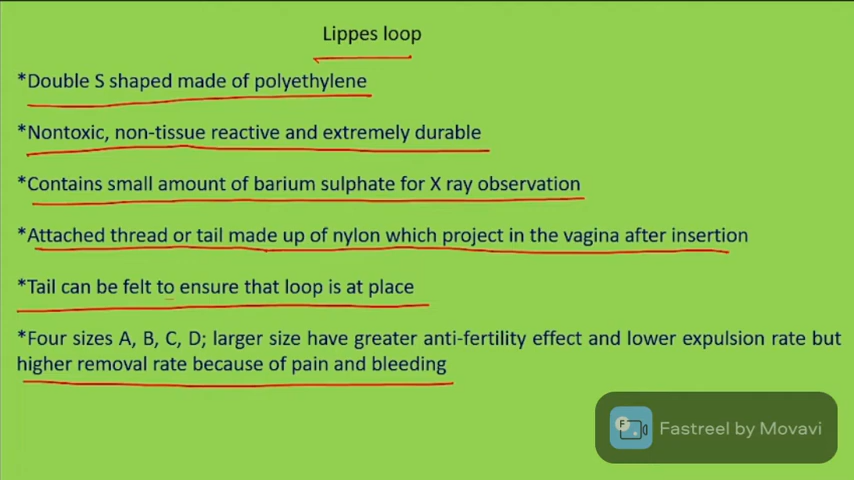 Lippes loop
*Double S shaped made of polyethylene
*Nontoxic, non-tissue reactive and extremely durable
*Contains small amount of barium sulphate for X ray observation
*Attached thread or tail made up of nylon which project in the vagina after insertion
*Tail can be felt to ensure that loop is at place
*Four sizes A, B, C, D; larger size have greater anti-fertility effect and lower expulsion rate but
higher removal rate because of pain and bleeding
F
Fastreel by Movavi